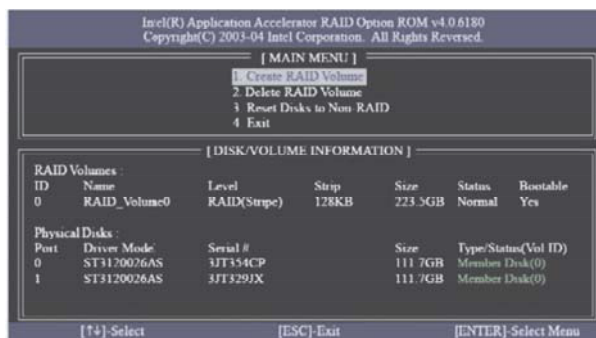 Intel(R) Application Accelerator RAID Option ROM v4.0.6180
Copyright(C) 2003-04 Intel Corporation. All Rights Reversed.
[ MAIN MENU ]
1. Create RAID Volume
2. Delete RAID Volume
3 Reset Disks to Non-RAID
4 Exit
[ DISK/VOLUME INFORMATION ]
RAID Volumes :
ID Name Level Strip Size Status Bootable
0 RAID_Volume0 RAID(Stripe) 128KB 223.5GB Normal Yes
Physical Disks :
Port Driver Model Serial # Size Type/Status(Vol ID)
0 ST3120026AS 3JT354CP 111.7GB Member Disk(0)
1 ST3120026AS 3JT329JX 111.7GB Member Disk(0)
[↑↓]-Select [ESC]-Exit [ENTER]-Select Menu